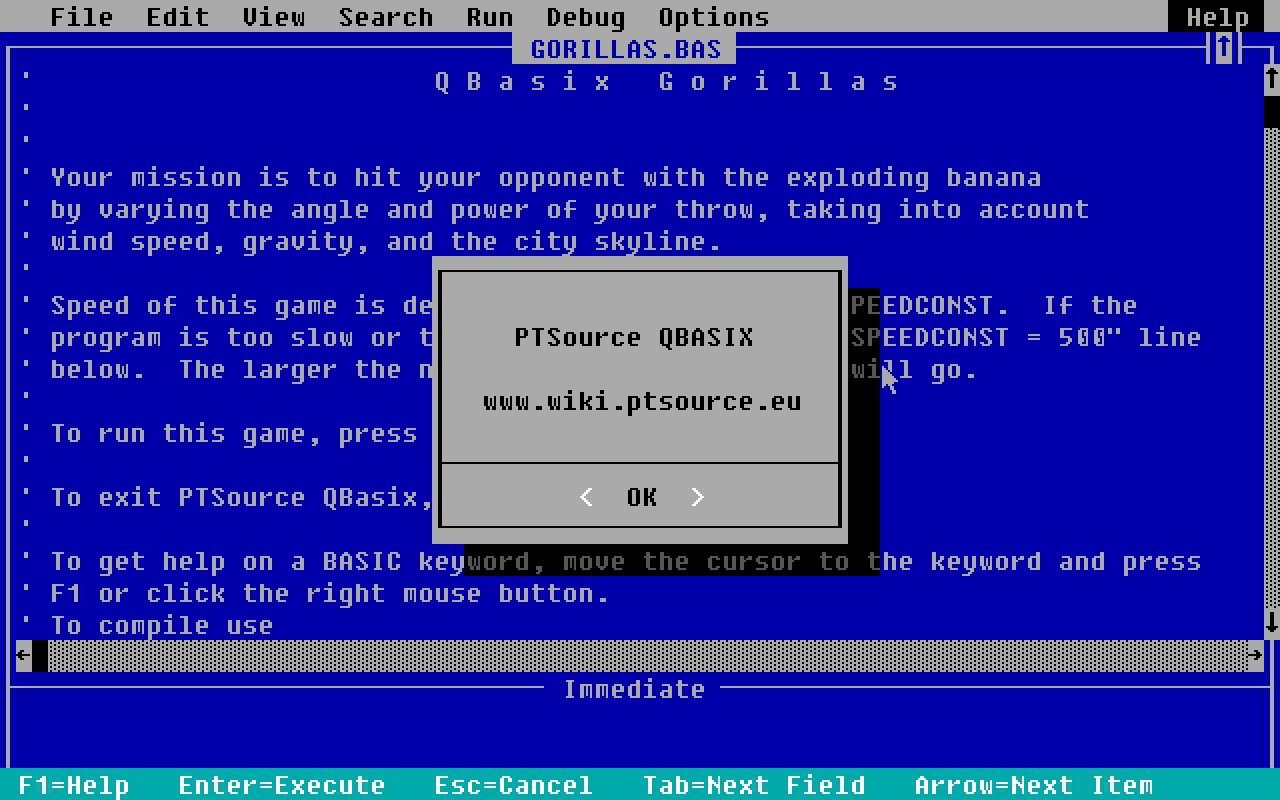 File Edit View Search Run Debug Options Help
GORILLAS.BAS
↑
' Q B a s i x   G o r i l l a s
'
'
' Your mission is to hit your opponent with the exploding banana
' by varying the angle and power of your throw, taking into account
' wind speed, gravity, and the city skyline.
'
' Speed of this game is de PEEDCONST.  If the
' program is too slow or t SPEEDCONST = 500" line
' below.  The larger the n will go.
'
' To run this game, press
'
' To exit PTSource QBasix,
'
' To get help on a BASIC keyword, move the cursor to the keyword and press
' F1 or click the right mouse button.
' To compile use
PTSource QBASIX
www.wiki.ptsource.eu
< OK >
Immediate
F1=Help Enter=Execute Esc=Cancel Tab=Next Field Arrow=Next Item